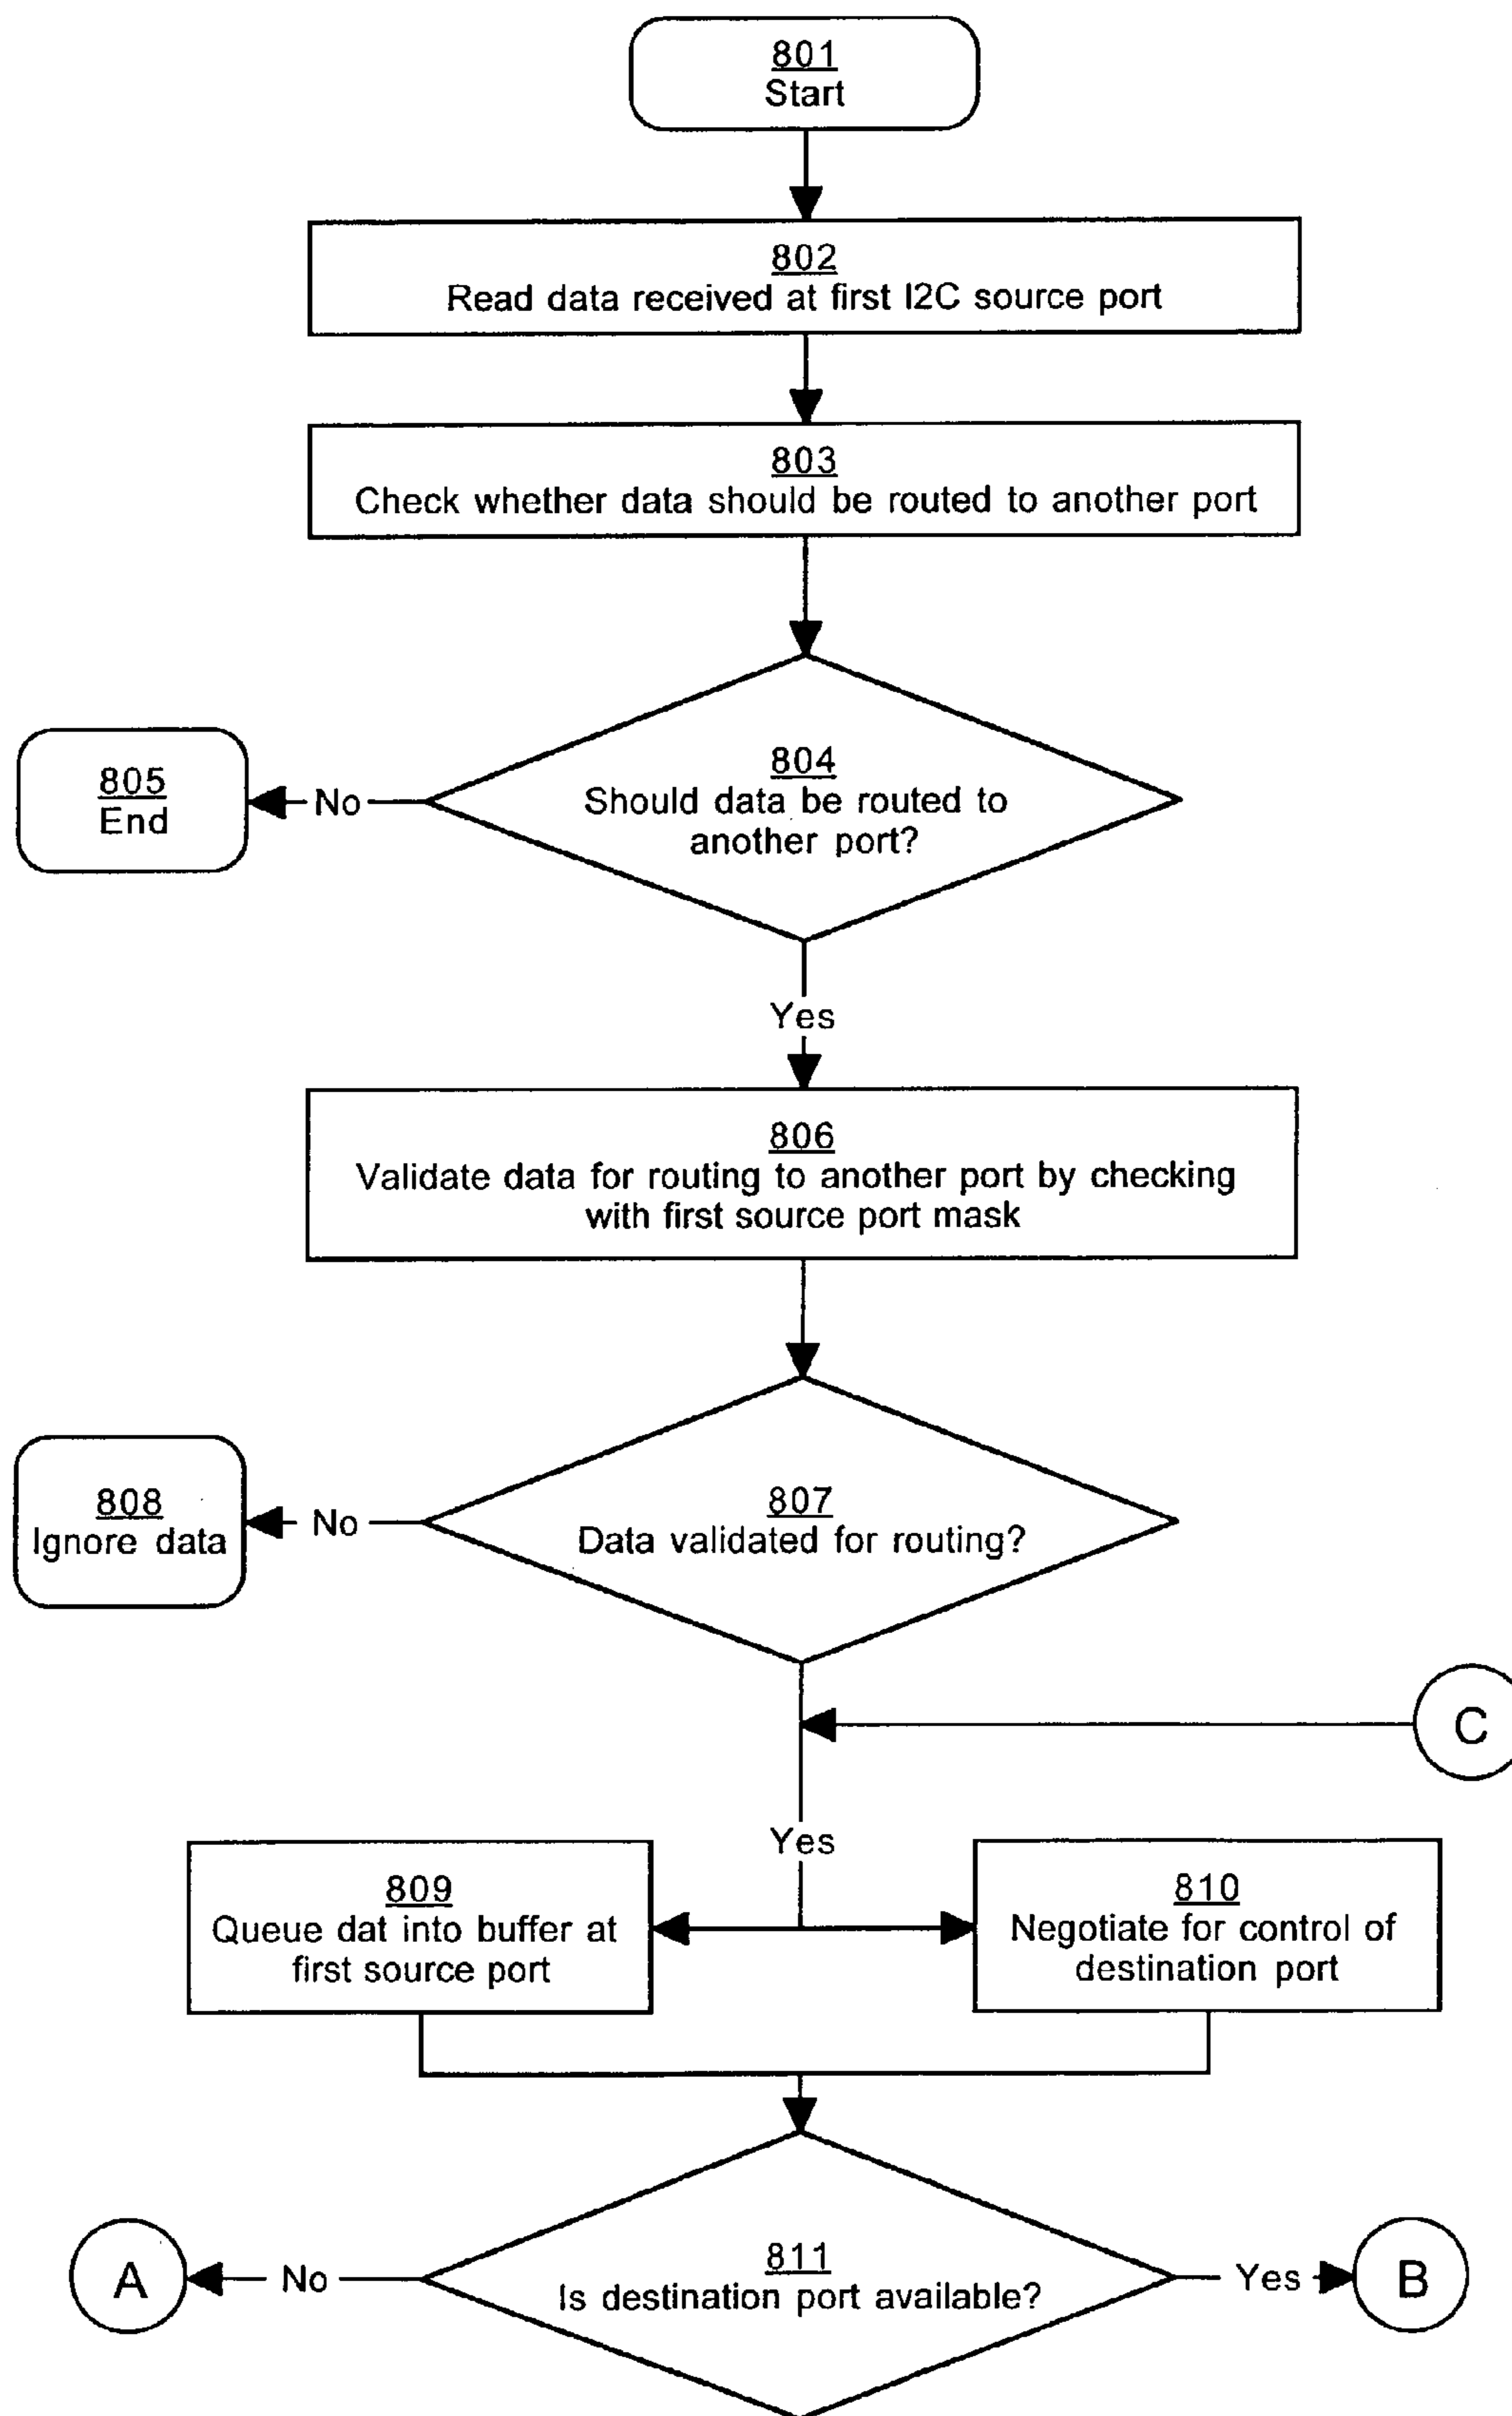 801
Start
802
Read data received at first I2C source port
803
Check whether data should be routed to another port
804
Should data be routed to
another port?
No
805
End
Yes
806
Validate data for routing to another port by checking
with first source port mask
807
Data validated for routing?
No
808
Ignore data
C
Yes
809
Queue dat into buffer at
first source port
810
Negotiate for control of
destination port
811
Is destination port available?
No
A
Yes
B